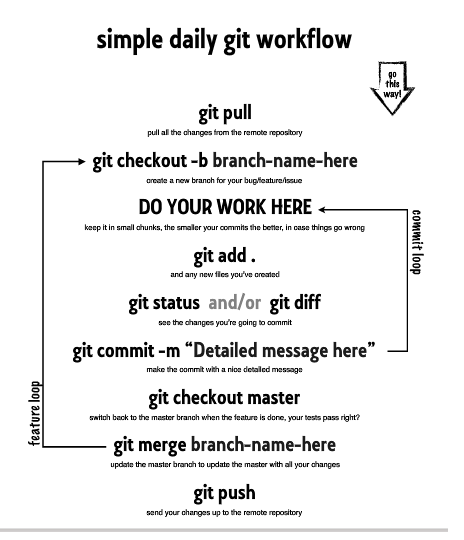 simple daily git workflow
go
this
way!
git pull
pull all the changes from the remote repository
git checkout -b branch-name-here
create a new branch for your bug/feature/issue
DO YOUR WORK HERE
keep it in small chunks, the smaller your commits the better, in case things go wrong
commit loop
git add .
and any new files you've created
git status and/or git diff
see the changes you're going to commit
git commit -m “Detailed message here”
make the commit with a nice detailed message
git checkout master
switch back to the master branch when the feature is done, your tests pass right?
feature loop
git merge branch-name-here
update the master branch to update the master with all your changes
git push
send your changes up to the remote repository